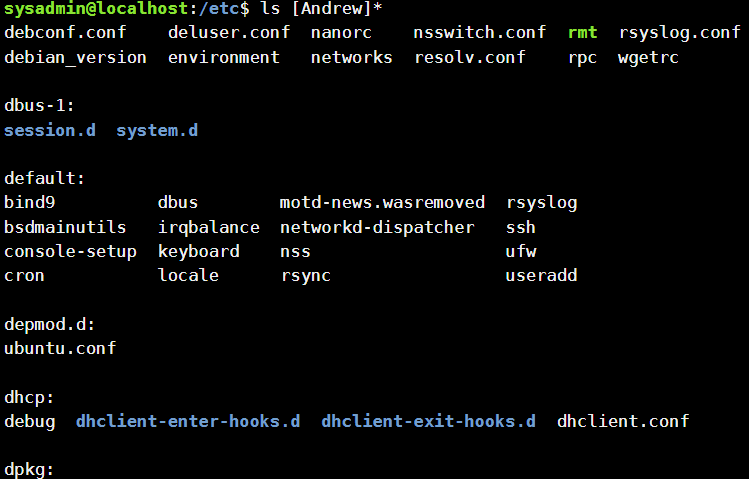 sysadmin@localhost:/etc$ ls [Andrew]*
debconf.conf    deluser.conf  nanorc    nsswitch.conf  rmt  rsyslog.conf
debian_version  environment   networks  resolv.conf    rpc  wgetrc
dbus-1:
session.d  system.d
default:
bind9          dbus        motd-news.wasremoved  rsyslog
bsdmainutils   irqbalance  networkd-dispatcher   ssh
console-setup  keyboard    nss                   ufw
cron           locale      rsync                 useradd
depmod.d:
ubuntu.conf
dhcp:
debug  dhclient-enter-hooks.d  dhclient-exit-hooks.d  dhclient.conf
dpkg: